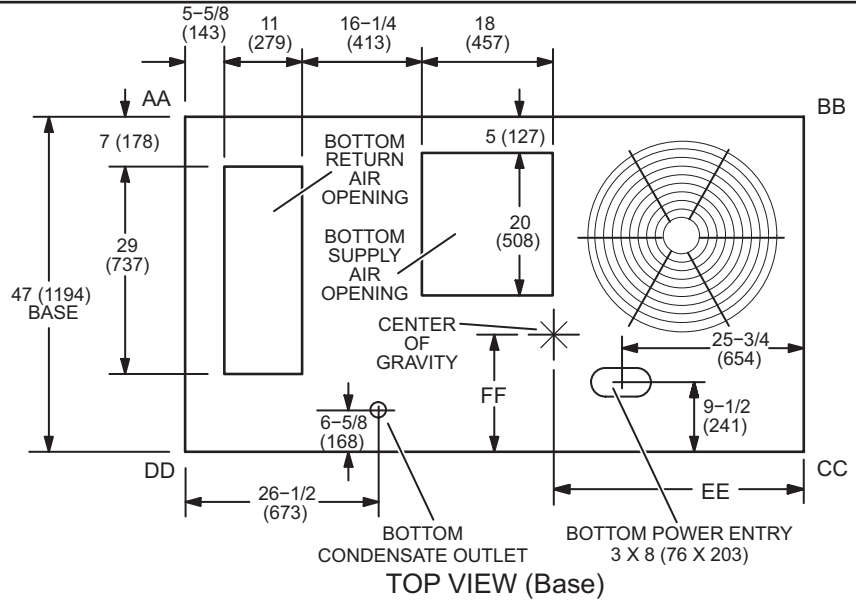 5−5/8
(143)
11
(279)
16−1/4
(413)
18
(457)
AA
BB
7 (178)
BOTTOM
RETURN
AIR
OPENING
5 (127)
29
(737)
20
(508)
BOTTOM
SUPPLY
AIR
OPENING
47 (1194)
BASE
CENTER
OF
GRAVITY
25−3/4
(654)
FF
6−5/8
(168)
9−1/2
(241)
DD
CC
26−1/2
(673)
EE
BOTTOM
CONDENSATE OUTLET
BOTTOM POWER ENTRY
3 X 8 (76 X 203)
TOP VIEW (Base)